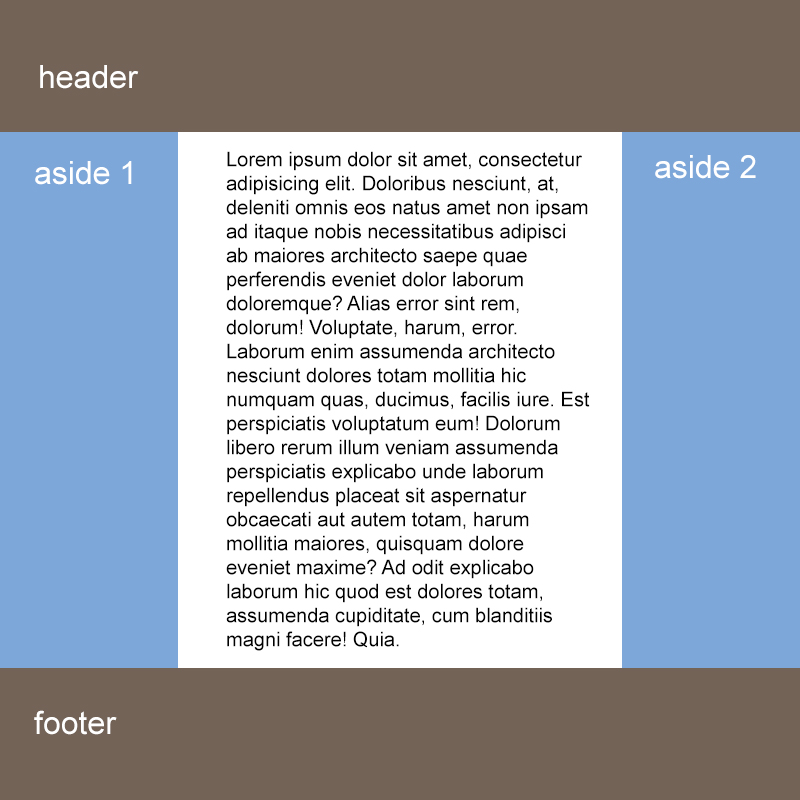 header
aside 1
Lorem ipsum dolor sit amet, consectetur
adipisicing elit. Doloribus nesciunt, at,
deleniti omnis eos natus amet non ipsam
ad itaque nobis necessitatibus adipisci
ab maiores architecto saepe quae
perferendis eveniet dolor laborum
doloremque? Alias error sint rem,
dolorum! Voluptate, harum, error.
Laborum enim assumenda architecto
nesciunt dolores totam mollitia hic
numquam quas, ducimus, facilis iure. Est
perspiciatis voluptatum eum! Dolorum
libero rerum illum veniam assumenda
perspiciatis explicabo unde laborum
repellendus placeat sit aspernatur
obcaecati aut autem totam, harum
mollitia maiores, quisquam dolore
eveniet maxime? Ad odit explicabo
laborum hic quod est dolores totam,
assumenda cupiditate, cum blanditiis
magni facere! Quia.
aside 2
footer